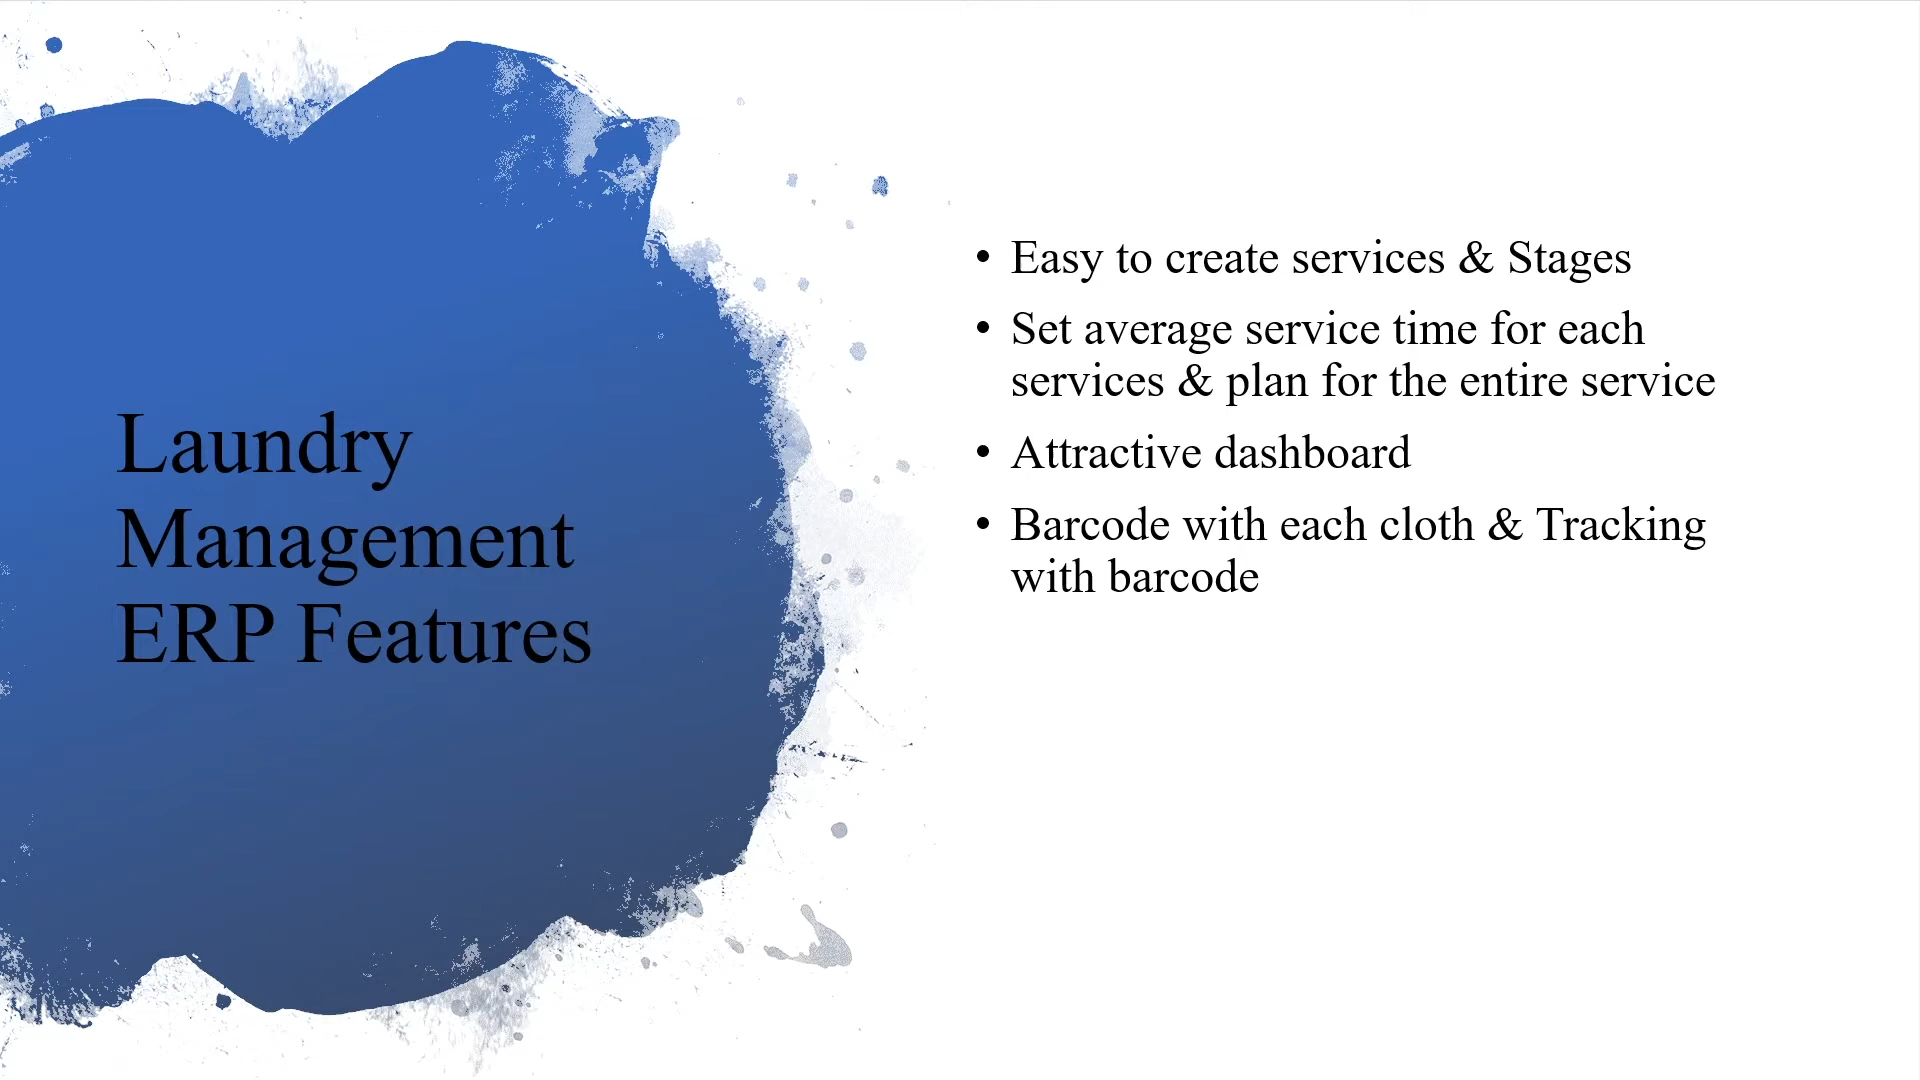 Laundry
Management
ERP Features
• Easy to create services & Stages
• Set average service time for each
services & plan for the entire service
• Attractive dashboard
• Barcode with each cloth & Tracking
with barcode